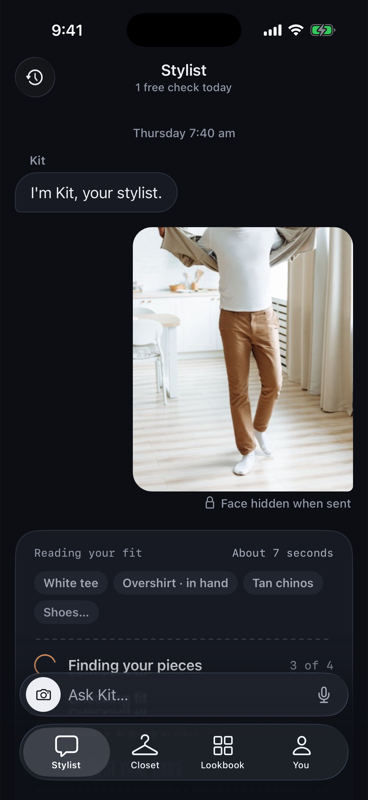 9:41
Stylist
1 free check today
Thursday 7:40 am
Kit
I'm Kit, your stylist.
Face hidden when sent
Reading your fit About 7 seconds
White tee Overshirt · in hand Tan chinos
Shoes...
Finding your pieces 3 of 4
Ask Kit...
Stylist Closet Lookbook You